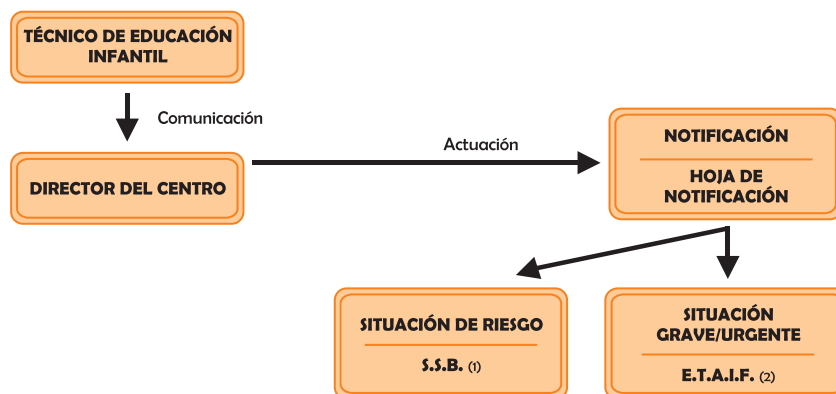 TÉCNICO DE EDUCACIÓN
INFANTIL
Comunicación
DIRECTOR DEL CENTRO
Actuación
NOTIFICACIÓN
HOJA DE
NOTIFICACIÓN
SITUACIÓN DE RIESGO
S.S.B. (1)
SITUACIÓN
GRAVE/URGENTE
E.T.A.I.F. (2)